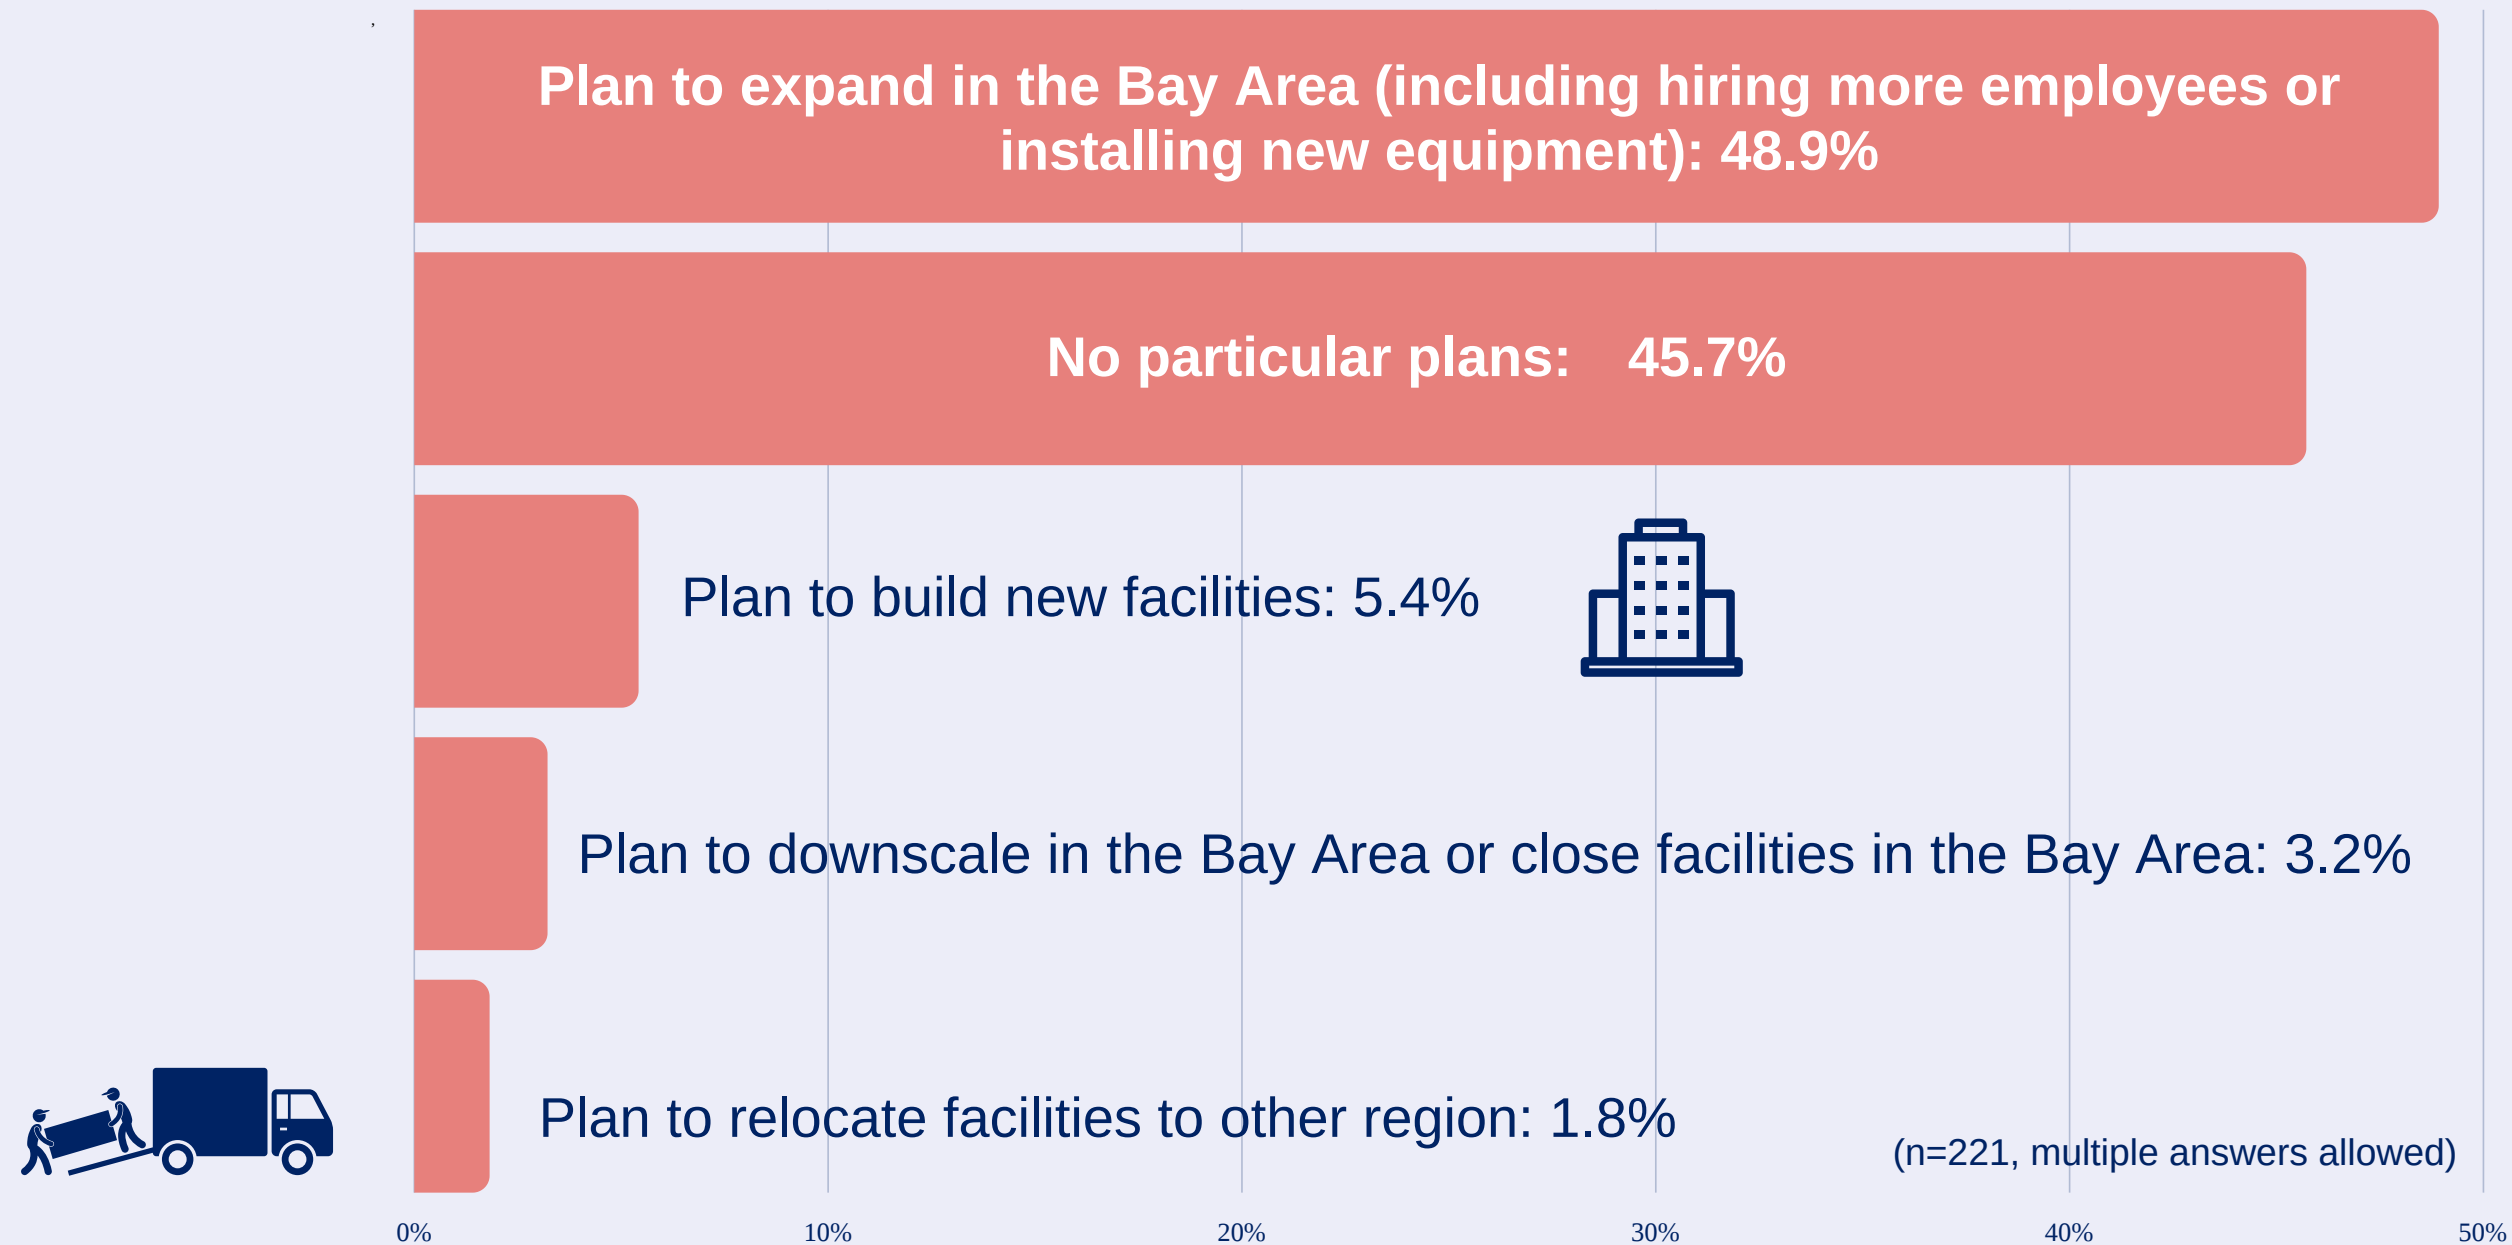 ,
Plan to expand in the Bay Area (including hiring more employees or
installing new equipment): 48.9%
No particular plans: 45.7%
Plan to build new facilities: 5.4%
Plan to downscale in the Bay Area or close facilities in the Bay Area: 3.2%
Plan to relocate facilities to other region: 1.8%
(n=221, multiple answers allowed)
0% 10% 20% 30% 40% 50%